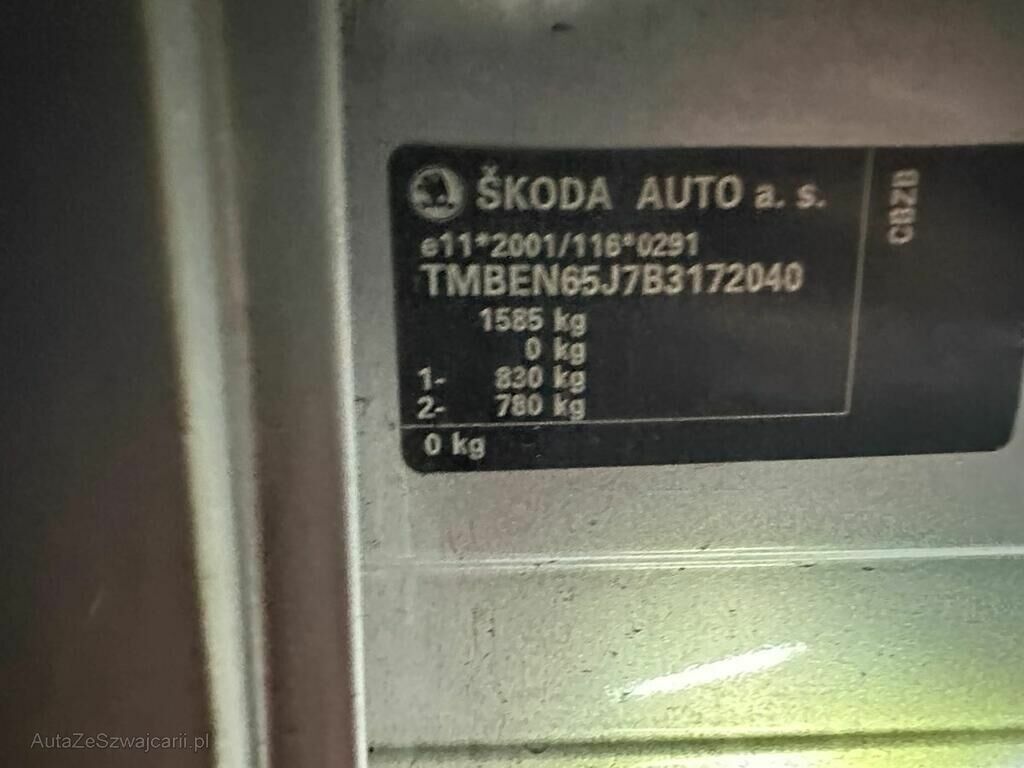 ŠKODA AUTO a. s.
e11*2001/116*0291
TMBEN65J7B3172040
1585 kg
0 kg
1- 830 kg
2- 780 kg
0 kg
CBZB
AutaZeSzwajcarii.pl